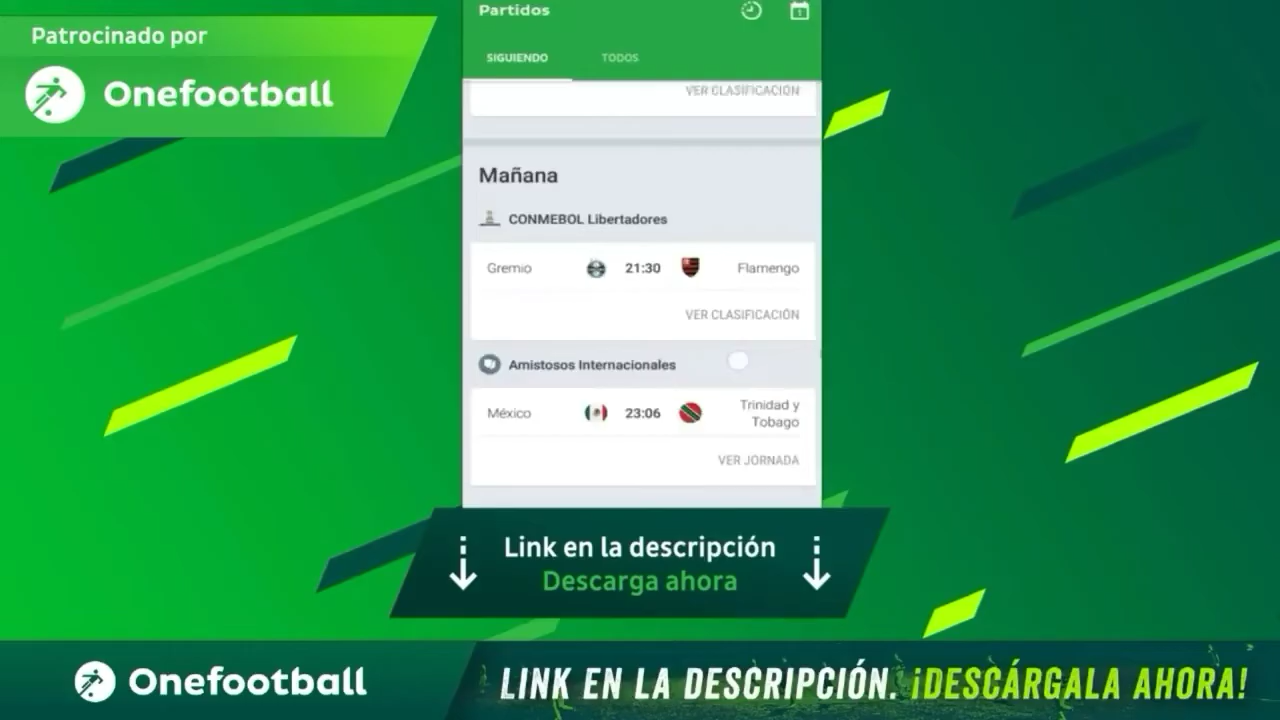 Patrocinado por
Onefootball
Partidos
SIGUIENDO TODOS
VER CLASIFICACIÓN
Mañana
CONMEBOL Libertadores
Gremio 21:30 Flamengo
VER CLASIFICACIÓN
Amistosos Internacionales
México 23:06 Trinidad y
Tobago
VER JORNADA
Link en la descripción
Descarga ahora
Onefootball
LINK EN LA DESCRIPCIÓN. ¡DESCÁRGALA AHORA!